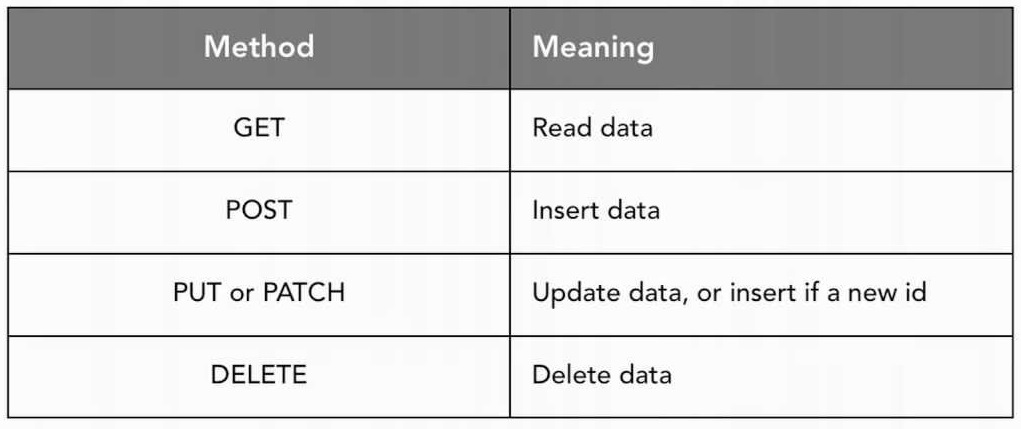 Method Meaning
GET Read data
POST Insert data
PUT or PATCH Update data, or insert if a new id
DELETE Delete data